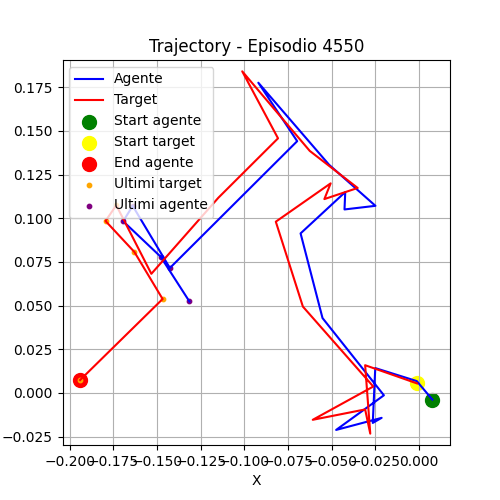 Trajectory - Episodio 4550
Agente
Target
Start agente
Start target
End agente
Ultimi target
Ultimi agente
0.175
0.150
0.125
0.100
0.075
0.050
0.025
0.000
−0.025
−0.200
−0.175
−0.150
−0.125
−0.100
−0.075
−0.050
−0.025
0.000
X